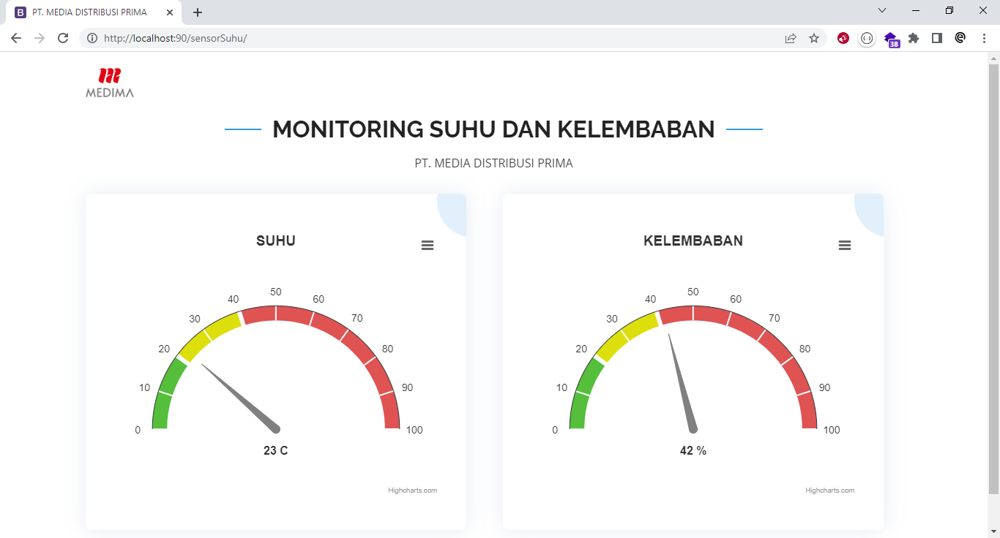 PT. MEDIA DISTRIBUSI PRIMA
http://localhost:90/sensorSuhu/
38
MEDIMA
MONITORING SUHU DAN KELEMBABAN
PT. MEDIA DISTRIBUSI PRIMA
SUHU
0
10
20
30
40
50
60
70
80
90
100
23 C
Highcharts.com
KELEMBABAN
0
10
20
30
40
50
60
70
80
90
100
42 %
Highcharts.com